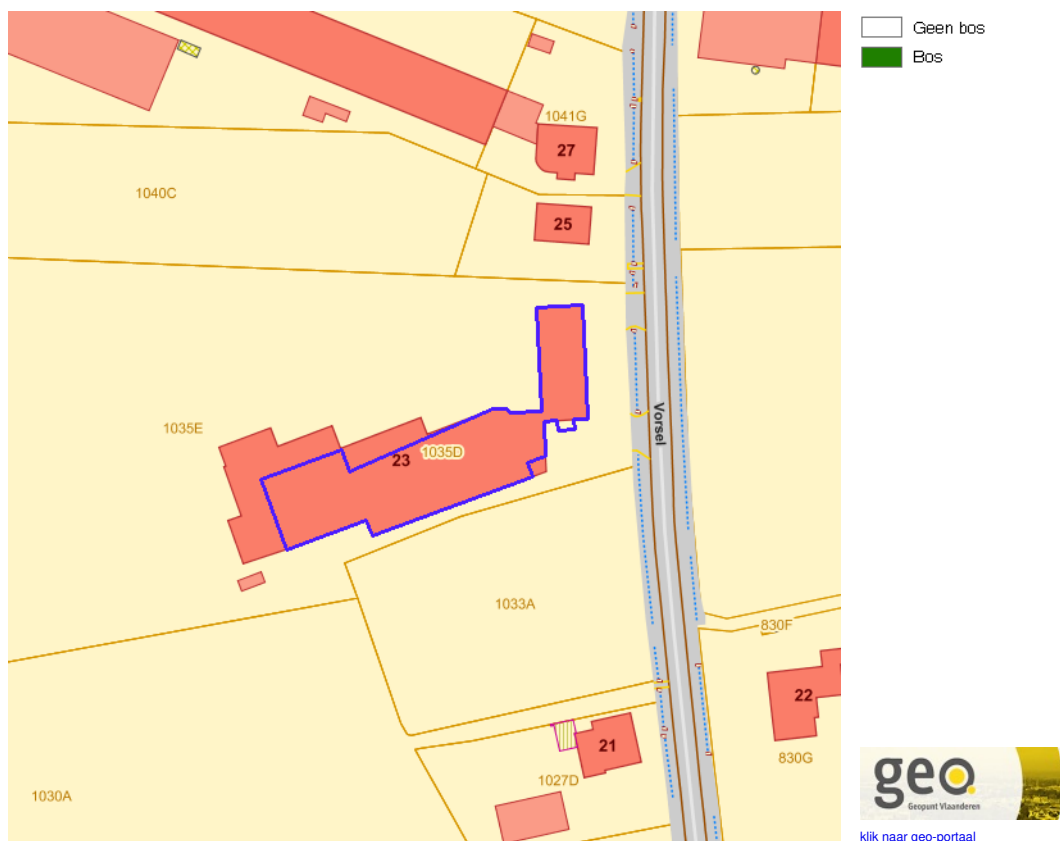 Geen bos
Bos
1041G
27
1040C
25
Vorsel
1035E
23
1035D
1033A
830F
22
21
830G
1027D
1030A
geo
Geopunt Vlaanderen
klik naar geo-portaal